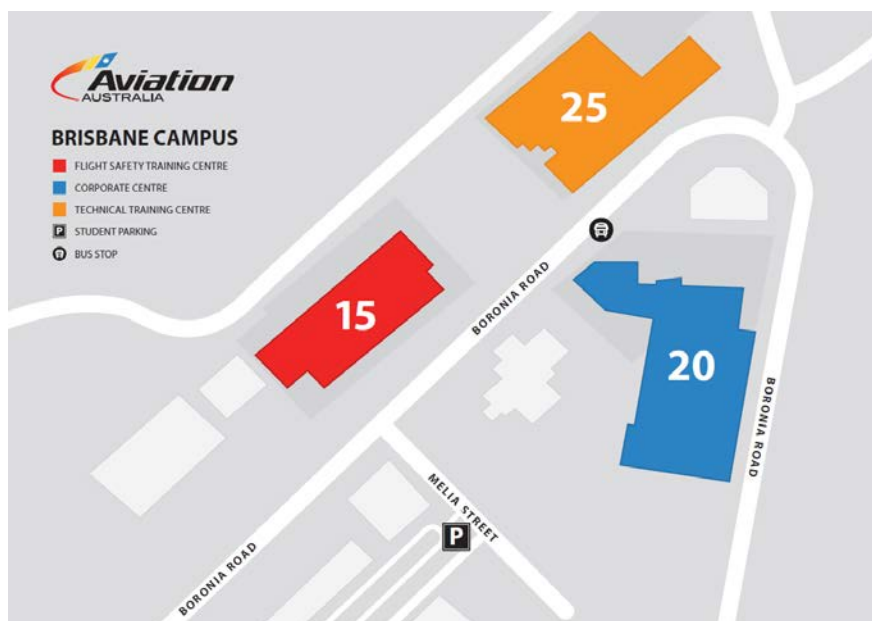 Aviation
AUSTRALIA
BRISBANE CAMPUS
FLIGHT SAFETY TRAINING CENTRE
CORPORATE CENTRE
TECHNICAL TRAINING CENTRE
P STUDENT PARKING
BUS STOP
25
15
BORONIA ROAD
20
BORONIA ROAD
MELIA STREET
P
BORONIA ROAD